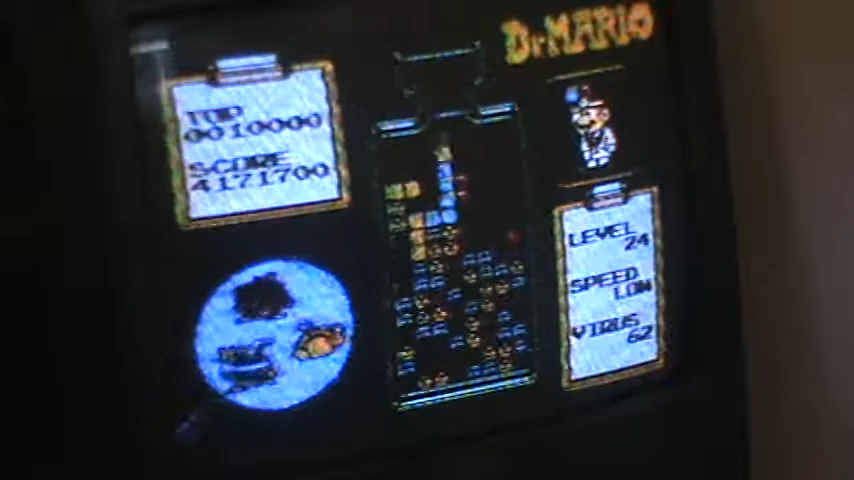 Dr. MARIO
TOP
0010000
SCORE
4171700
LEVEL
24
SPEED
LOW
VIRUS
62